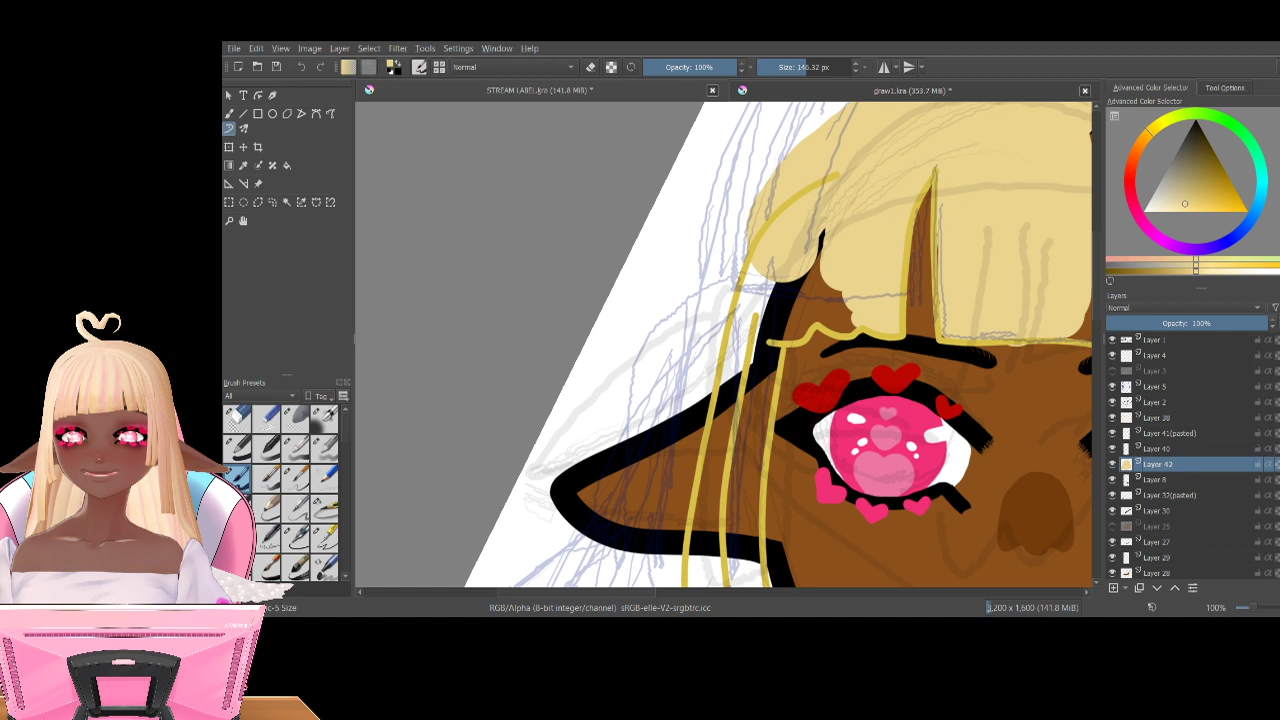 File Edit View Image Layer Select Filter Tools Settings Window Help
Normal Opacity: 100% Size: 145.32 px
STREAM LABEL.kra (141.8 MiB) *
graw1.kra (353.7 MiB) *
Advanced Color Selector Tool Options
Advanced Color Selector
Layers
Normal
Opacity: 100%
Layer 1
Layer 4
Layer 3
Layer 5
Layer 2
Layer 38
Layer 41(pasted)
Layer 40
Layer 42
Layer 8
Layer 32(pasted)
Layer 30
Layer 25
Layer 27
Layer 29
Layer 28
Brush Presets
All Tag
c-5 Size
RGB/Alpha (8-bit integer/channel) sRGB-elle-V2-srgbtrc.icc
3,200 x 1,600 (141.8 MiB)
100%